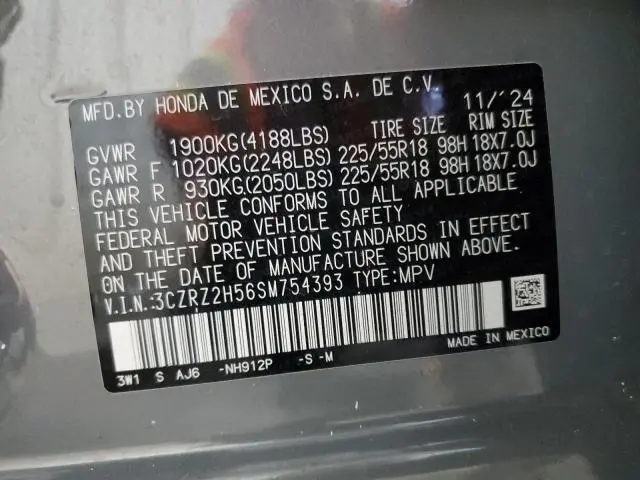 MFD.BY HONDA DE MEXICO S.A. DE C.V. 11/'24
GVWR 1900KG(4188LBS) TIRE SIZE RIM SIZE
GAWR F 1020KG(2248LBS) 225/55R18 98H 18X7.0J
GAWR R 930KG(2050LBS) 225/55R18 98H 18X7.0J
THIS VEHICLE CONFORMS TO ALL APPLICABLE
FEDERAL MOTOR VEHICLE SAFETY
AND THEFT PREVENTION STANDARDS IN EFFECT
ON THE DATE OF MANUFACTURE SHOWN ABOVE.
V.I.N.:3CZRZ2H56SM754393 TYPE:MPV
MADE IN MEXICO
3W1 S AJ6 -NH912P -S -M